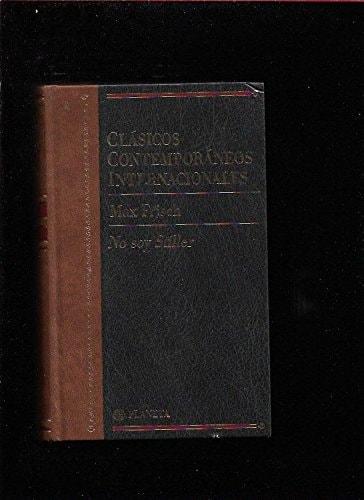 CLÁSICOS
CONTEMPORÁNEOS
INTERNACIONALES
Max Frisch
No soy Stiller
PLANETA